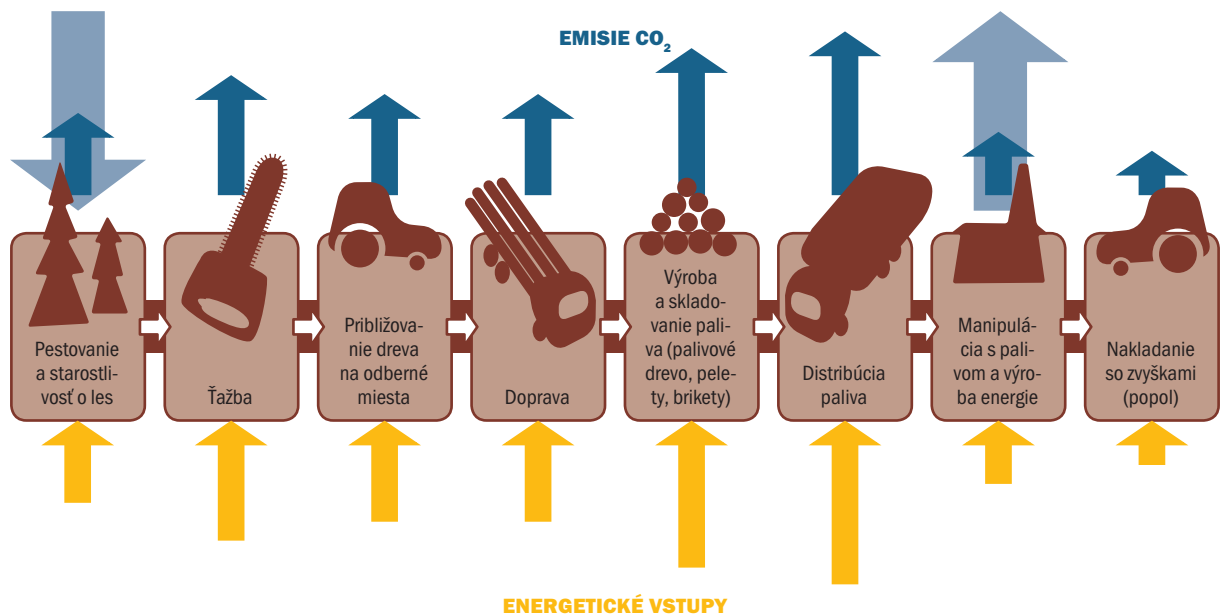 EMISIE CO₂
Pestovanie
a starostli-
vosť o les
Ťažba
Približova-
nie dreva
na odberné
miesta
Doprava
Výroba
a sklado-
vanie pali-
va (palivové
drevo, pele-
ty, brikety)
Distribúcia
paliva
Manipulá-
cia s pali-
vom a výro-
ba energie
Nakladanie
so zvyškami
(popol)
ENERGETICKÉ VSTUPY